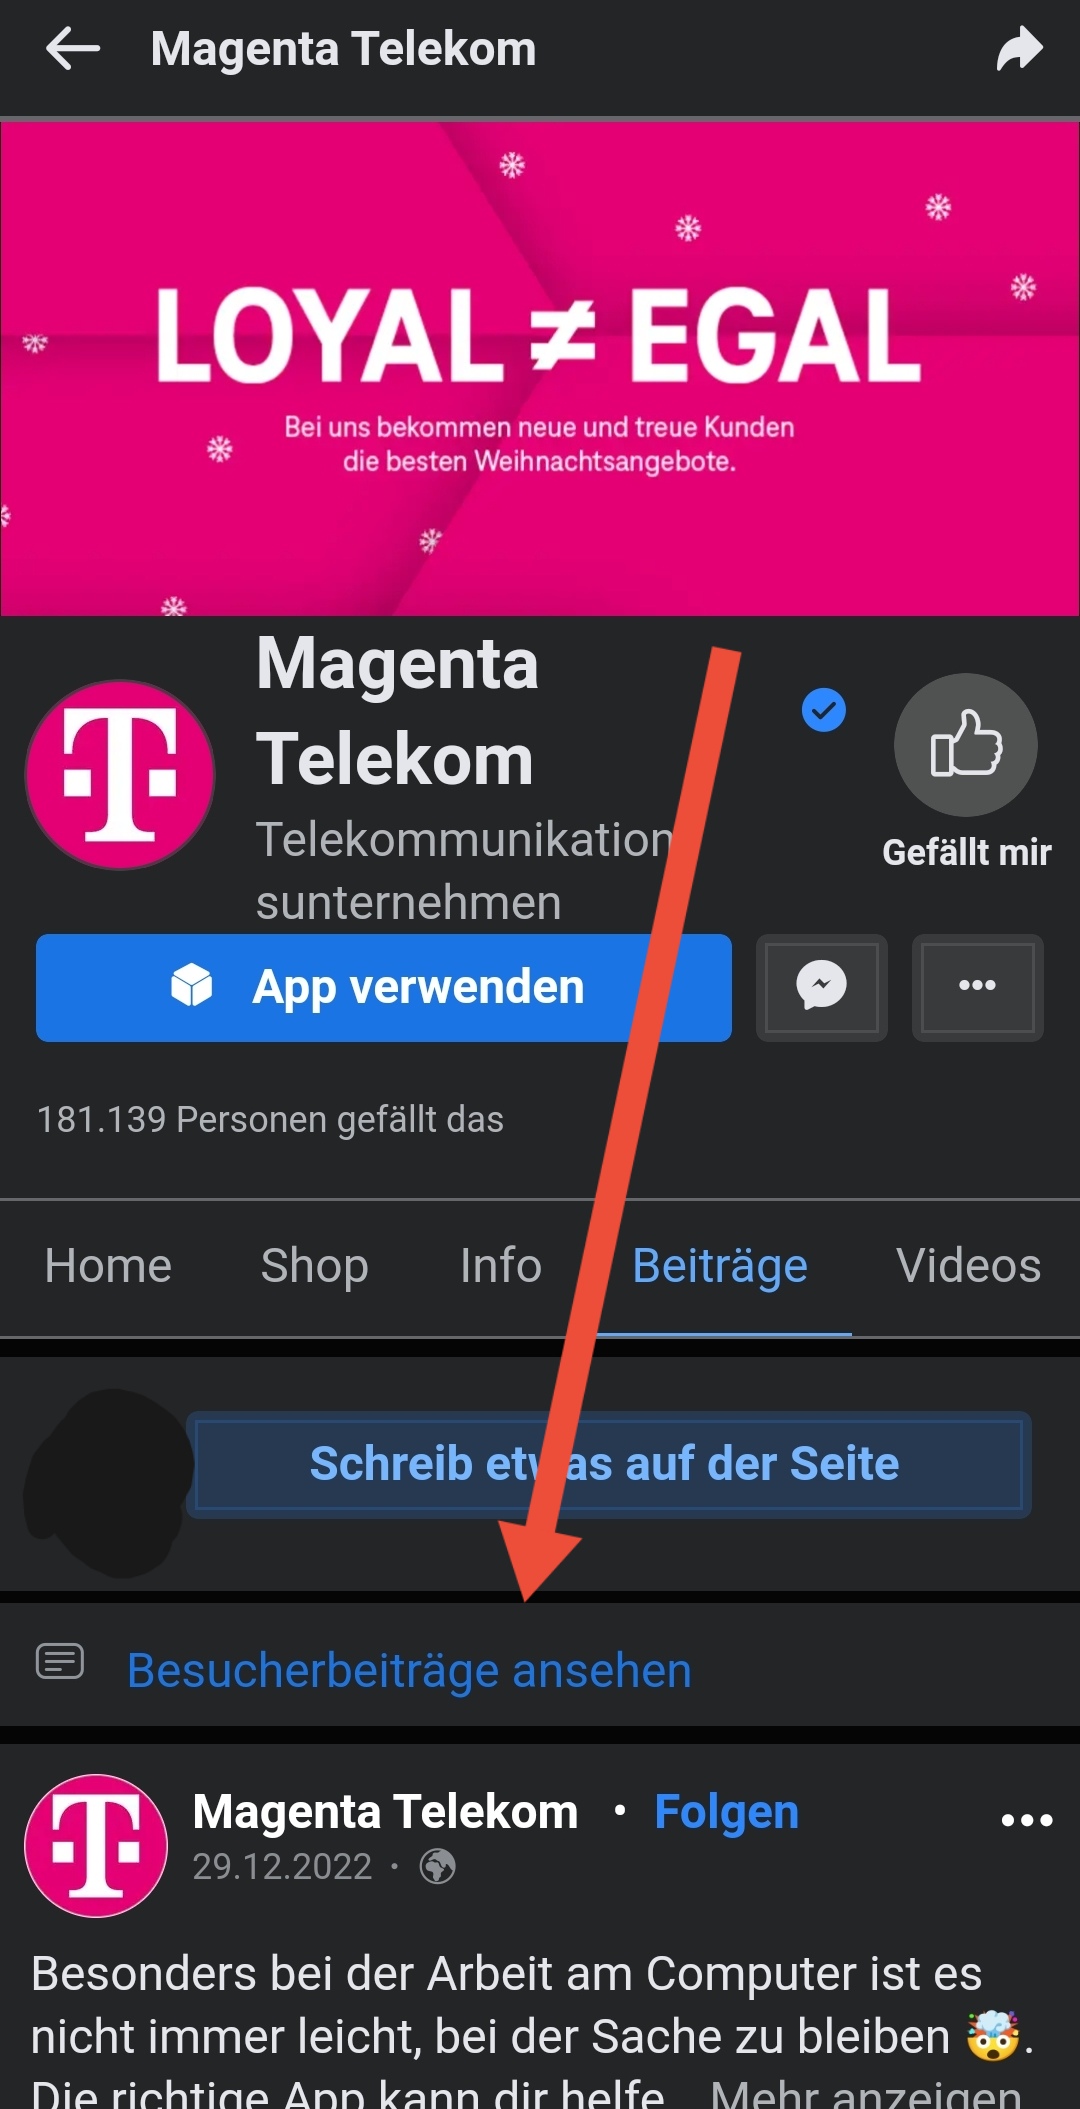 Magenta Telekom
LOYAL ≠ EGAL
Bei uns bekommen neue und treue Kunden
die besten Weihnachtsangebote.
Magenta
Telekom
Telekommunikation
sunternehmen
Gefällt mir
App verwenden
181.139 Personen gefällt das
Home Shop Info Beiträge Videos
Schreib etwas auf der Seite
Besucherbeiträge ansehen
Magenta Telekom • Folgen
29.12.2022 •
Besonders bei der Arbeit am Computer ist es
nicht immer leicht, bei der Sache zu bleiben 🤯.
Die richtige App kann dir helfe... Mehr anzeigen